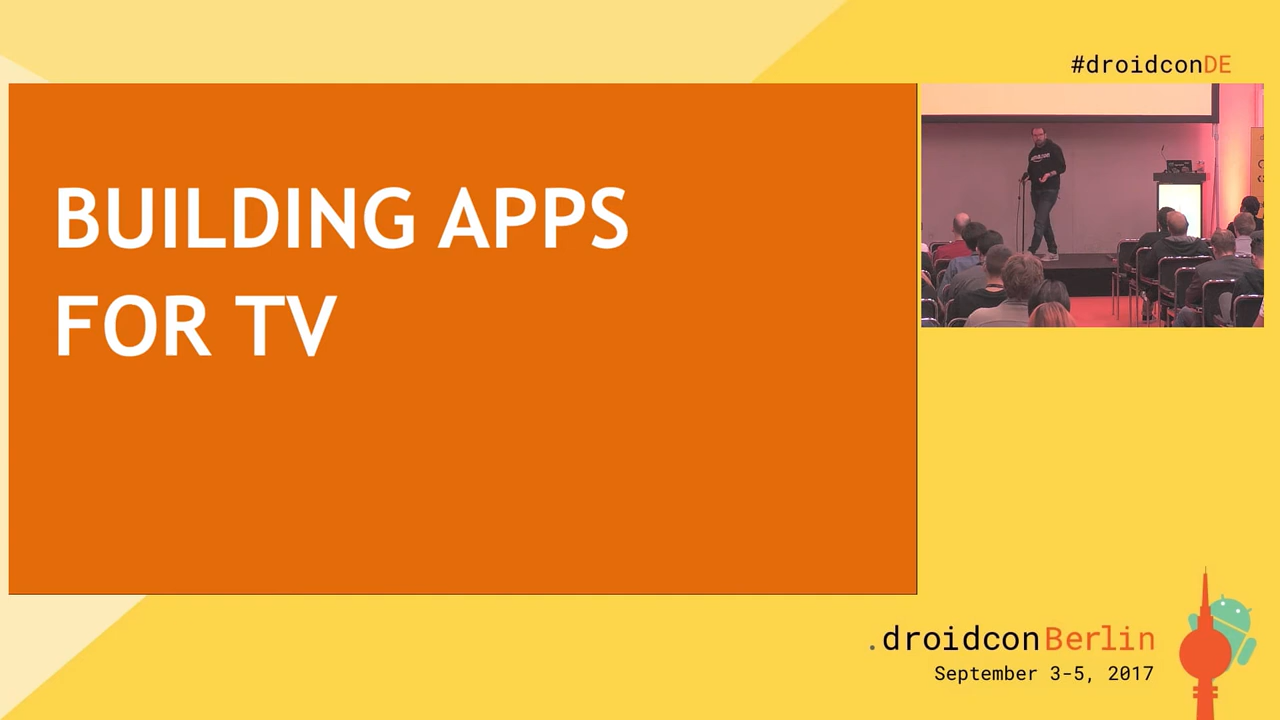 #droidconDE
BUILDING APPS
FOR TV
.droidconBerlin
September 3-5, 2017